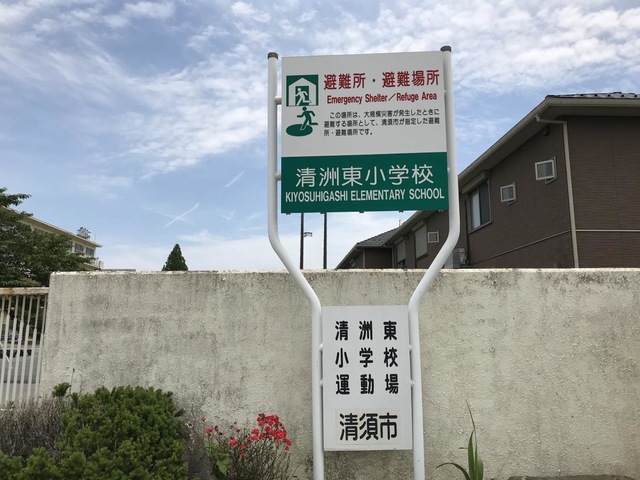 避難所・避難場所
Emergency Shelter／Refuge Area
この場所は、大規模災害が発生したときに
避難する場所として、清須市が指定した避難
所・避難場所です。
清洲東小学校
KIYOSUHIGASHI ELEMENTARY SCHOOL
清洲東
小学校
運動場
清須市